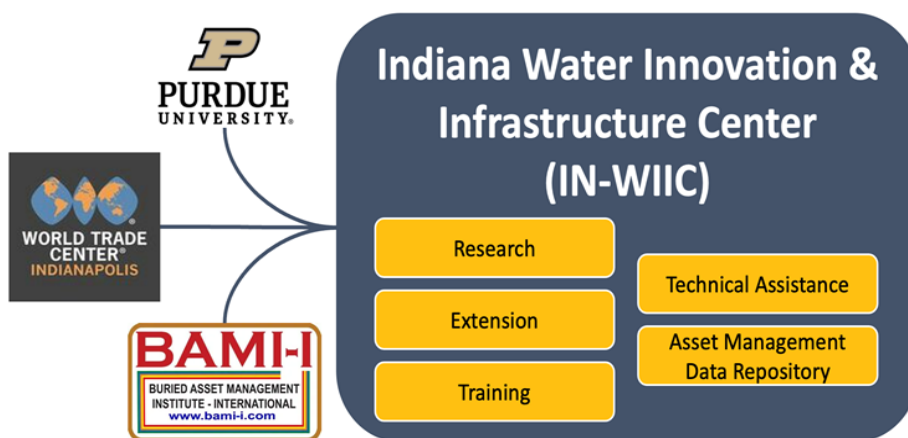 P
PURDUE
UNIVERSITY®
WORLD TRADE
CENTER®
INDIANAPOLIS
BAMI-I
BURIED ASSET MANAGEMENT
INSTITUTE - INTERNATIONAL
www.bami-i.com
Indiana Water Innovation &
Infrastructure Center
(IN-WIIC)
Research
Extension
Training
Technical Assistance
Asset Management
Data Repository